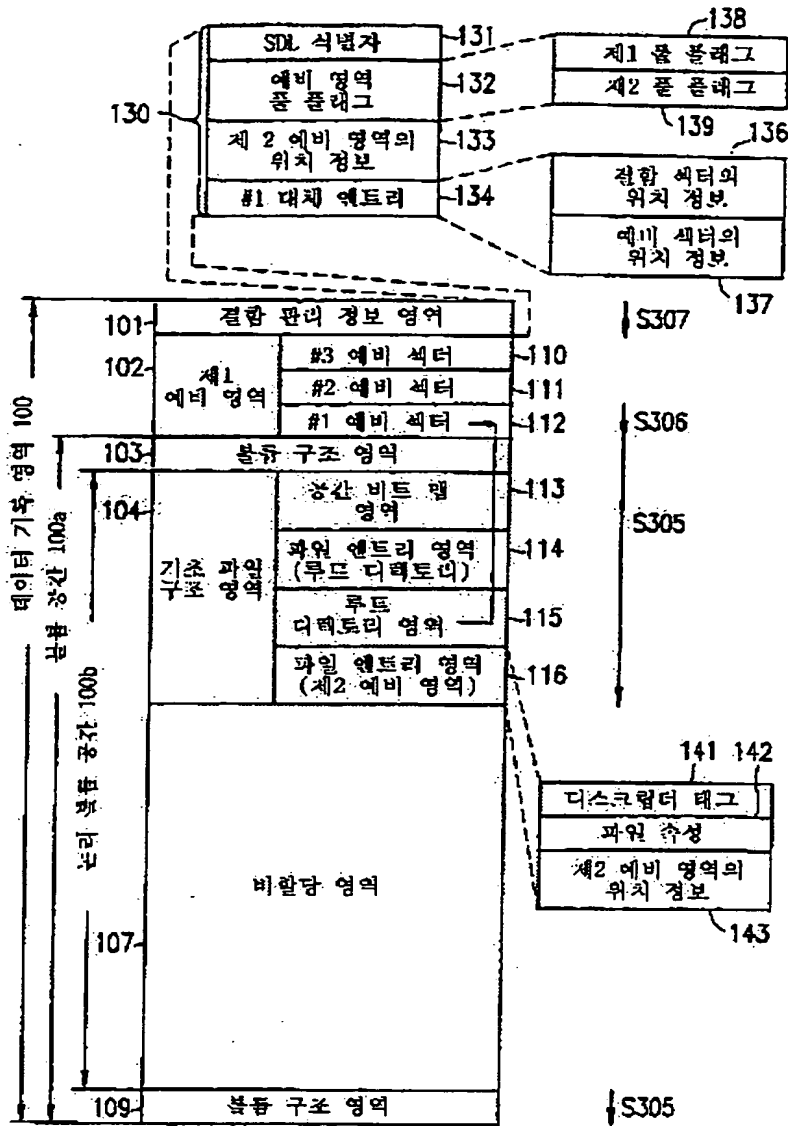 138
SDL 식별자
131
제1 풀 플래그
예비 영역
풀 플래그
132
제2 풀 플래그
130
139
제 2 예비 영역의
위치 정보
133
136
#1 대체 엔트리
134
결함 섹터의
위치 정보
예비 섹터의
위치 정보
137
101
결함 관리 정보 영역
S307
102
제1
예비 영역
#3 예비 섹터
110
#2 예비 섹터
111
#1 예비 섹터
112
S306
103
볼륨 구조 영역
104
공간 비트 맵
영역
113
S305
기초 파일
구조 영역
파일 엔트리 영역
(루트 디렉토리)
114
루트
디렉토리 영역
115
파일 엔트리 영역
(제2 예비 영역)
116
데이터 기록 영역 100
볼륨 공간 100a
논리 볼륨 공간 100b
141
142
디스크립터 태그
파일 속성
제2 예비 영역의
위치 정보
143
비할당 영역
107
109
볼륨 구조 영역
S305